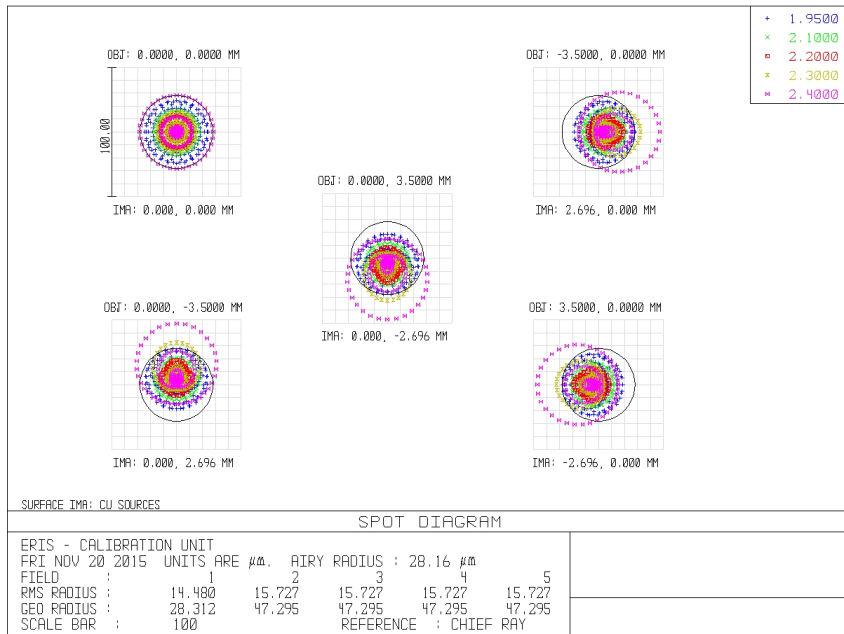 + 1.9500
× 2.1000
¤ 2.2000
× 2.3000
¤ 2.4000
OBJ: 0.0000, 0.0000 MM
OBJ: -3.5000, 0.0000 MM
100.00
OBJ: 0.0000, 3.5000 MM
IMA: 0.000, 0.000 MM
IMA: 2.696, 0.000 MM
OBJ: 0.0000, -3.5000 MM
OBJ: 3.5000, 0.0000 MM
IMA: 0.000, -2.696 MM
IMA: 0.000, 2.696 MM
IMA: -2.696, 0.000 MM
SURFACE IMA: CU SOURCES
SPOT DIAGRAM
ERIS - CALIBRATION UNIT
FRI NOV 20 2015 UNITS ARE µm. AIRY RADIUS : 28.16 µm
FIELD : 1 2 3 4 5
RMS RADIUS : 14.480 15.727 15.727 15.727 15.727
GEO RADIUS : 28.312 47.295 47.295 47.295 47.295
SCALE BAR : 100 REFERENCE : CHIEF RAY